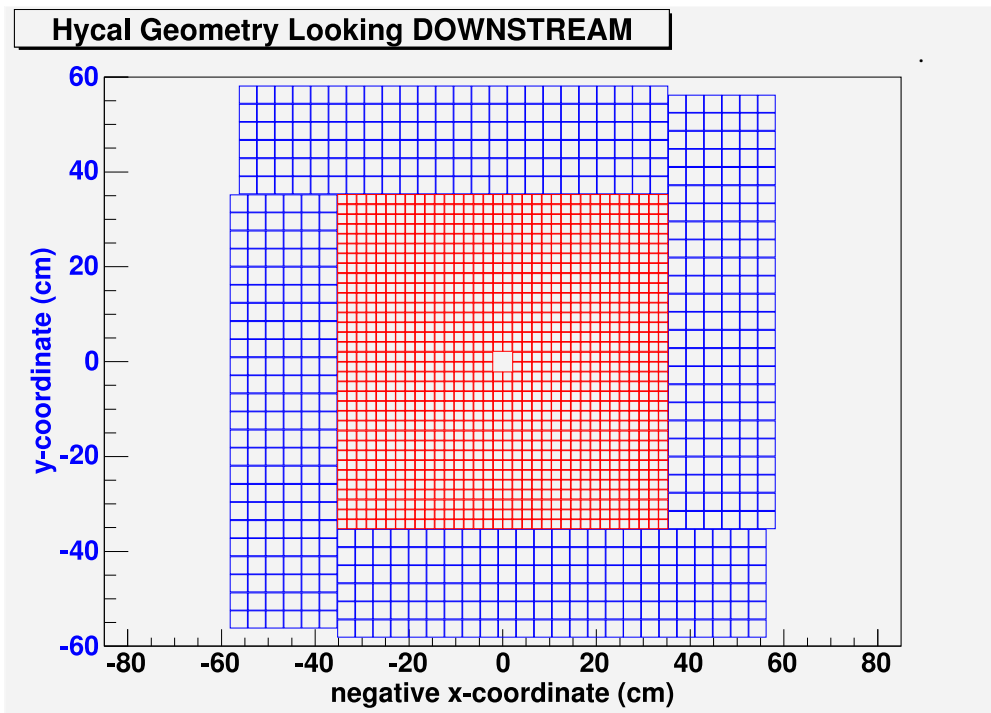 Hycal Geometry Looking DOWNSTREAM
60
40
20
0
-20
-40
-60
y-coordinate (cm)
-80 -60 -40 -20 0 20 40 60 80
negative x-coordinate (cm)